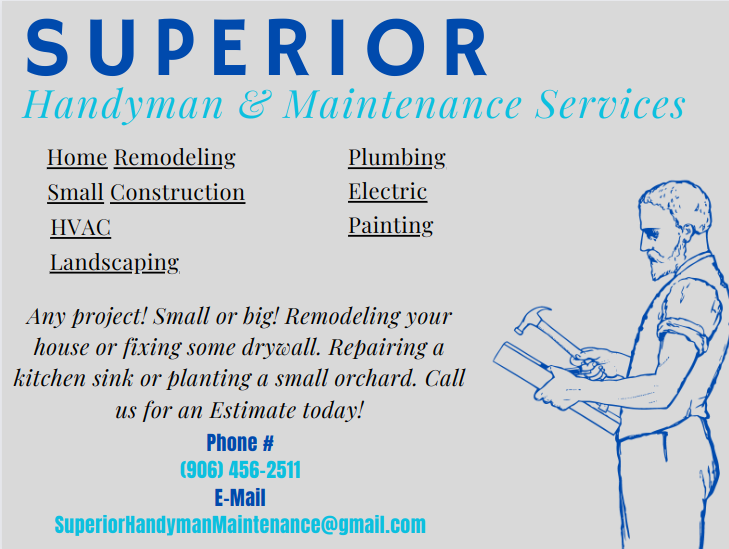 SUPERIOR
Handyman & Maintenance Services
Home Remodeling
Small Construction
HVAC
Landscaping
Plumbing
Electric
Painting
Any project! Small or big! Remodeling your
house or fixing some drywall. Repairing a
kitchen sink or planting a small orchard. Call
us for an Estimate today!
Phone #
(906) 456-2511
E-Mail
SuperiorHandymanMaintenance@gmail.com